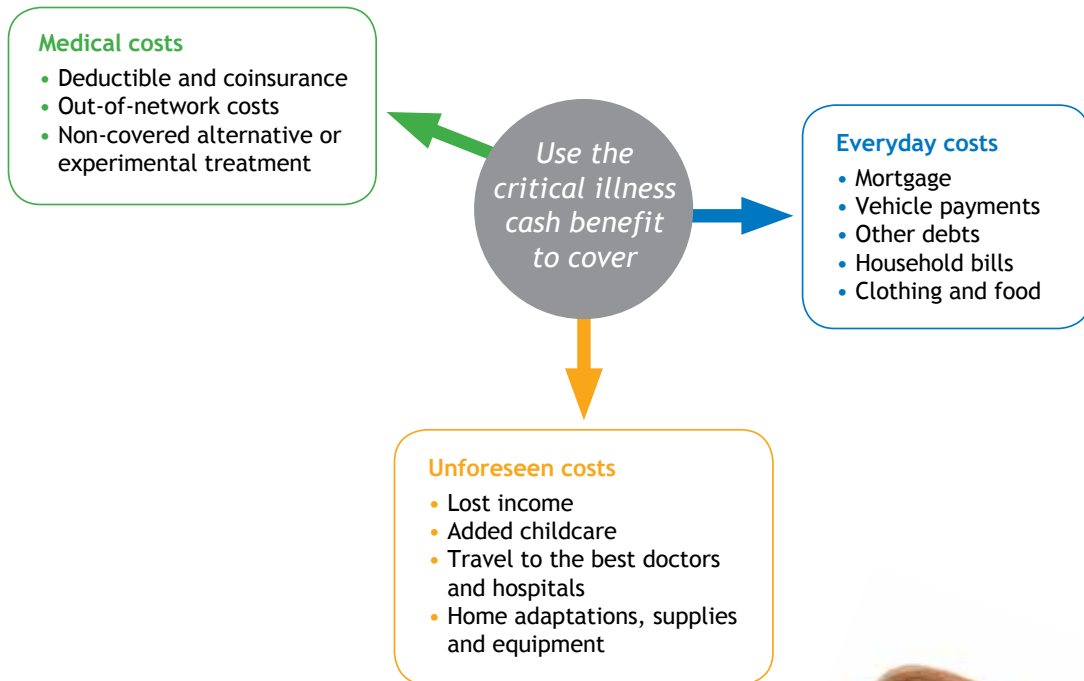 Medical costs
• Deductible and coinsurance
• Out-of-network costs
• Non-covered alternative or
experimental treatment
Use the
critical illness
cash benefit
to cover
Everyday costs
• Mortgage
• Vehicle payments
• Other debts
• Household bills
• Clothing and food
Unforeseen costs
• Lost income
• Added childcare
• Travel to the best doctors
and hospitals
• Home adaptations, supplies
and equipment